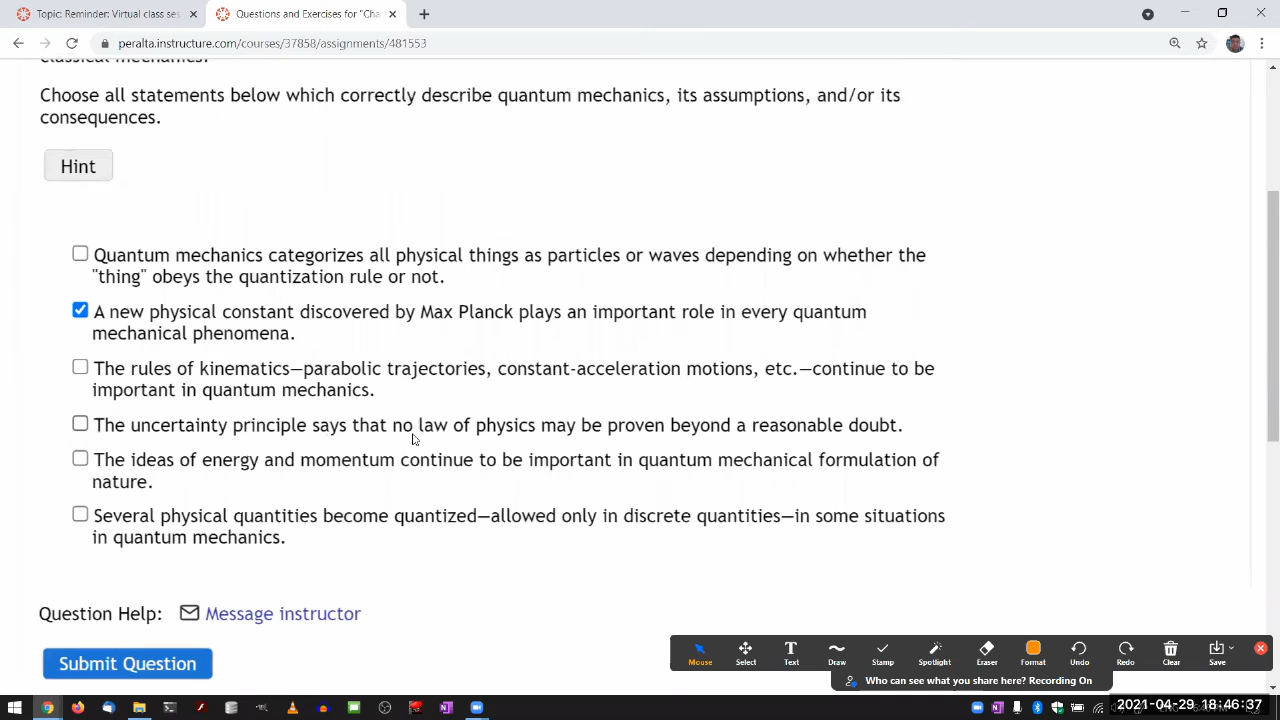 Topic: Reminder: Virtual class ses
Questions and Exercises for "Cha
peralta.instructure.com/courses/37858/assignments/481553
classical mechanics.
Choose all statements below which correctly describe quantum mechanics, its assumptions, and/or its
consequences.
Hint
Quantum mechanics categorizes all physical things as particles or waves depending on whether the
"thing" obeys the quantization rule or not.
A new physical constant discovered by Max Planck plays an important role in every quantum
mechanical phenomena.
The rules of kinematics—parabolic trajectories, constant-acceleration motions, etc.—continue to be
important in quantum mechanics.
The uncertainty principle says that no law of physics may be proven beyond a reasonable doubt.
The ideas of energy and momentum continue to be important in quantum mechanical formulation of
nature.
Several physical quantities become quantized—allowed only in discrete quantities—in some situations
in quantum mechanics.
Question Help: Message instructor
Submit Question
Mouse Select Text Draw Stamp Spotlight Eraser Format Undo Redo Clear Save
Who can see what you share here? Recording On
2021-04-29 18:46:37